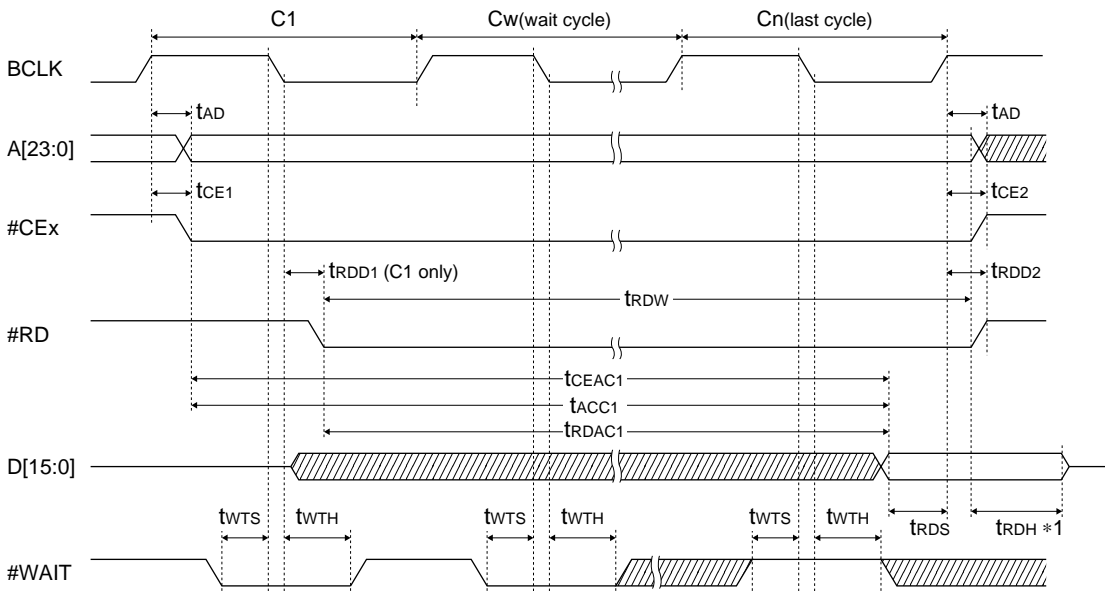 C1 Cw(wait cycle) Cn(last cycle)
BCLK
tAD tAD
A[23:0]
tCE1 tCE2
#CEx
tRDD1 (C1 only) tRDD2
tRDW
#RD
tCEAC1
tACC1
tRDAC1
D[15:0]
tWTS tWTH tWTS tWTH tWTS tWTH tRDS tRDH *1
#WAIT